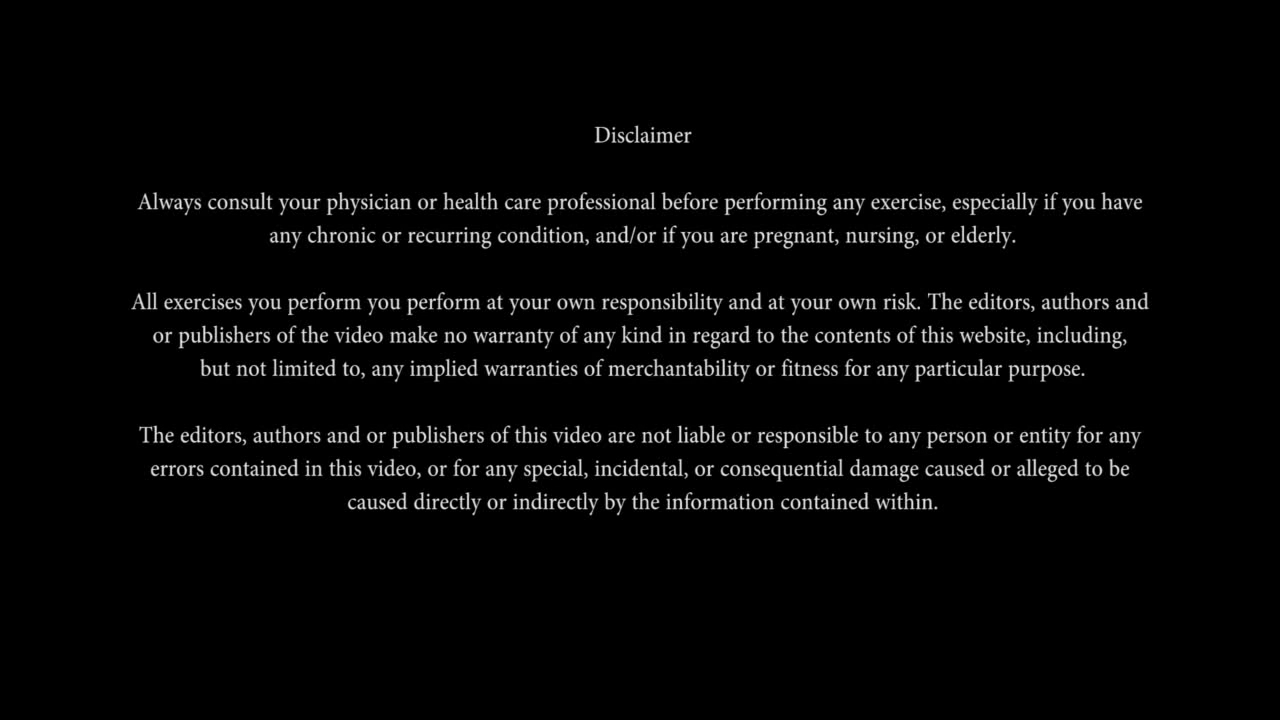 Disclaimer
Always consult your physician or health care professional before performing any exercise, especially if you have
any chronic or recurring condition, and/or if you are pregnant, nursing, or elderly.
All exercises you perform you perform at your own responsibility and at your own risk. The editors, authors and
or publishers of the video make no warranty of any kind in regard to the contents of this website, including,
but not limited to, any implied warranties of merchantability or fitness for any particular purpose.
The editors, authors and or publishers of this video are not liable or responsible to any person or entity for any
errors contained in this video, or for any special, incidental, or consequential damage caused or alleged to be
caused directly or indirectly by the information contained within.